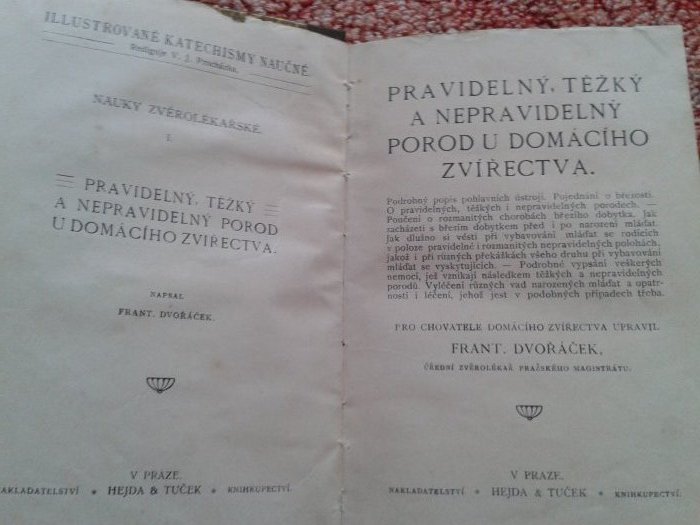 ILLUSTROVANÉ KATECHISMY NAUČNÉ
Rediguje V. J. Procházka.
NAUKY ZVĚROLÉKAŘSKÉ
I.
PRAVIDELNÝ, TĚŽKÝ
A NEPRAVIDELNÝ POROD
U DOMÁCÍHO ZVÍŘECTVA.
NAPSAL
FRANT. DVOŘÁČEK.
V PRAZE.
NAKLADATELSTVÍ * HEJDA & TUČEK * KNIHKUPECTVÍ.
PRAVIDELNÝ, TĚŽKÝ
A NEPRAVIDELNÝ
POROD U DOMÁCÍHO
ZVÍŘECTVA.
Podrobný popis pohlavních ústrojí. Pojednání o březosti.
O pravidelných, těžkých i nepravidelných porodech. —
Poučení o rozmanitých chorobách březího dobytka. Jak
zacházeti s březím dobytkem před i po narození mláďat.
Jak dlužno si vésti při vybavování mláďat se rodících
v poloze pravidelné i rozmanitých nepravidelných polohách,
jakož i při různých překážkách všeho druhu při vybavování
mláďat se vyskytujících. — Podrobné vypsání veškerých
nemocí, jež vznikají následkem těžkých a nepravidelných
porodů. Vyléčení různých vad narozených mláďat a opatr-
nosti i léčení, jehož jest v podobných případech třeba.
PRO CHOVATELE DOMÁCÍHO ZVÍŘECTVA UPRAVIL
FRANT. DVOŘÁČEK,
ÚŘEDNÍ ZVĚROLÉKAŘ PRAŽSKÉHO MAGISTRÁTU.
V PRAZE.
NAKLADATELSTVÍ * HEJDA & TUČEK * KNIHKUPECTVÍ.